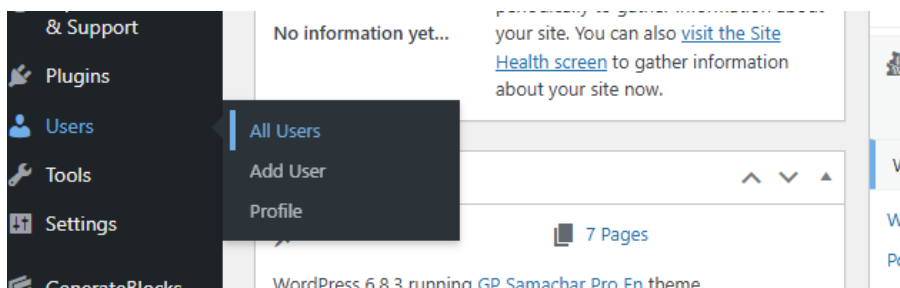 & Support
Plugins
Users
Tools
Settings
GenerateBlocks
All Users
Add User
Profile
No information yet...
periodically to gather information about
your site. You can also visit the Site
Health screen to gather information
about your site now.
7 Pages
WordPress 6.8.3 running GP Samachar Pro En theme